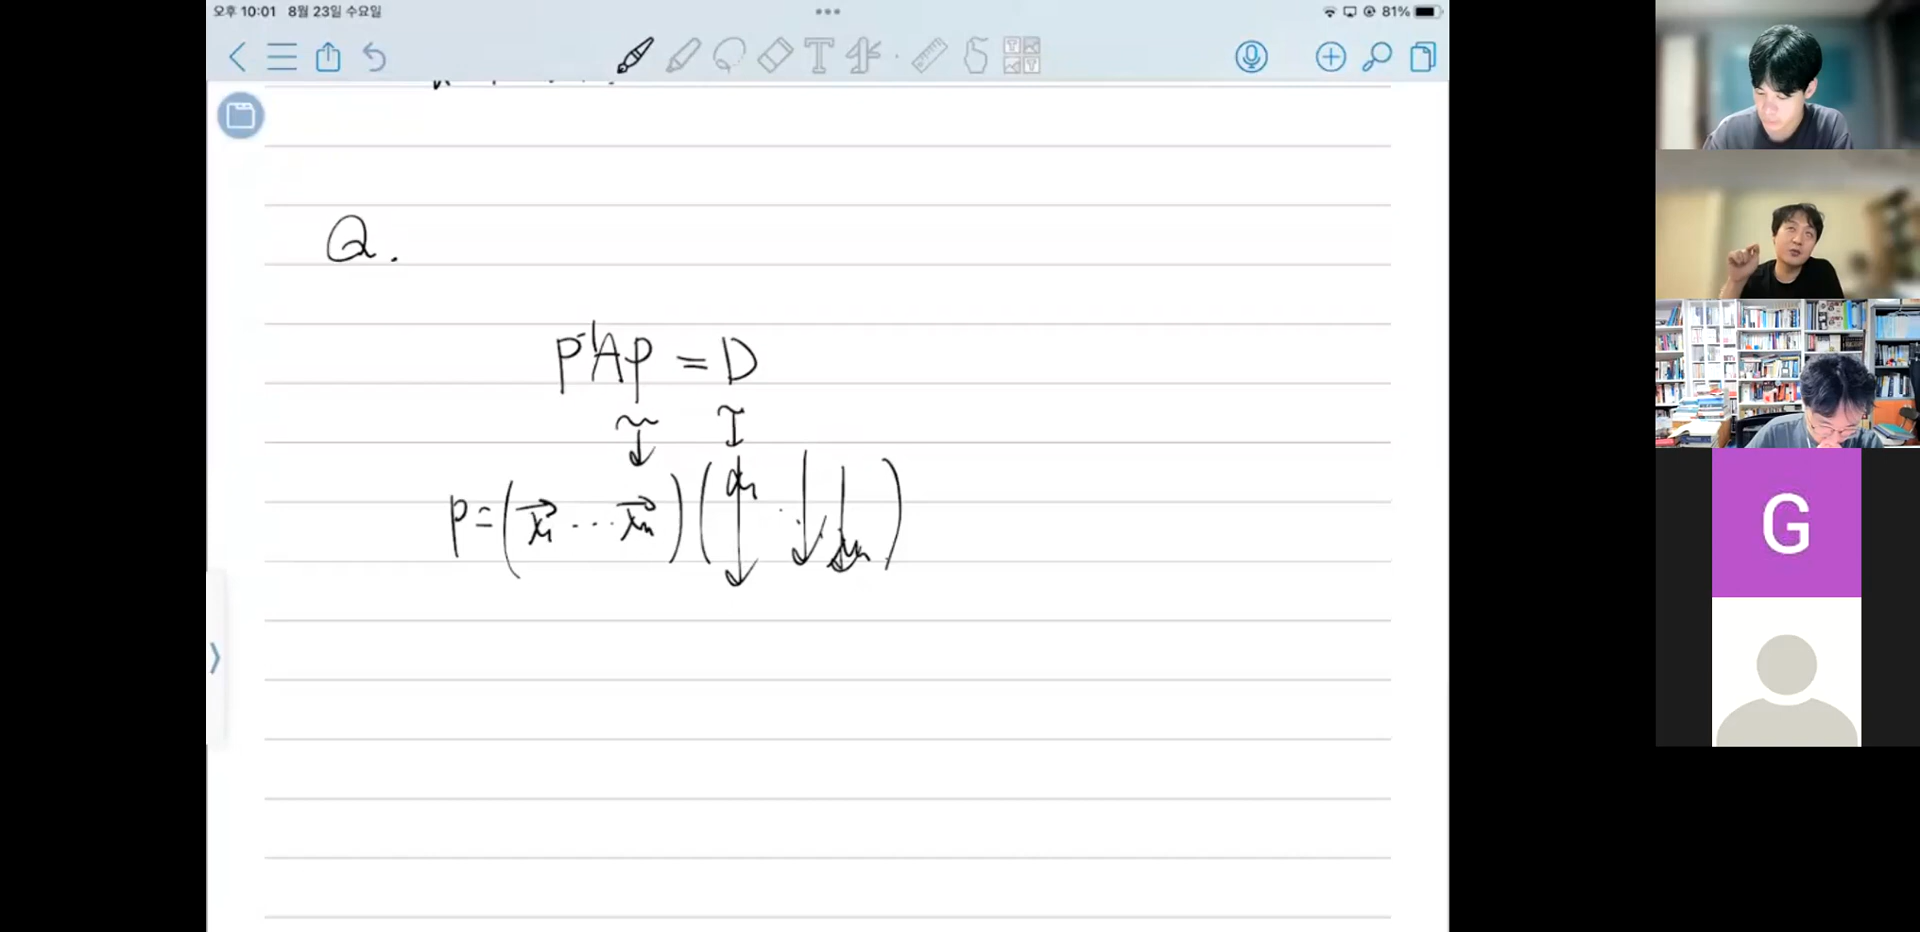 오후 10:01 8월 23일 수요일
81%
Q.
P⁻¹AP = D
P = (x⃗₁ ... x⃗ₙ) (
G